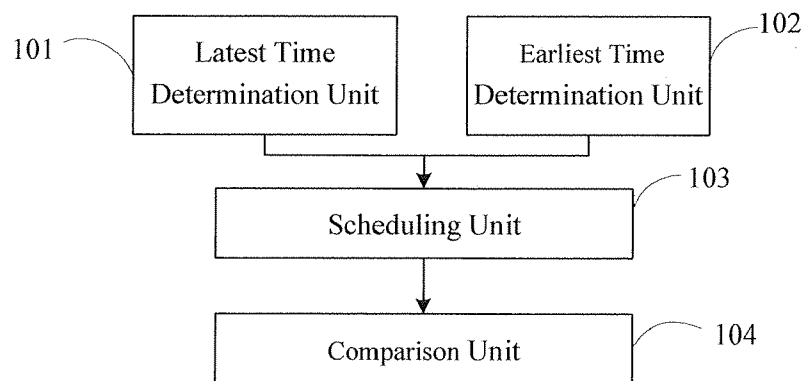 101
Latest Time
Determination Unit
Earliest Time
Determination Unit
102
Scheduling Unit
103
Comparison Unit
104